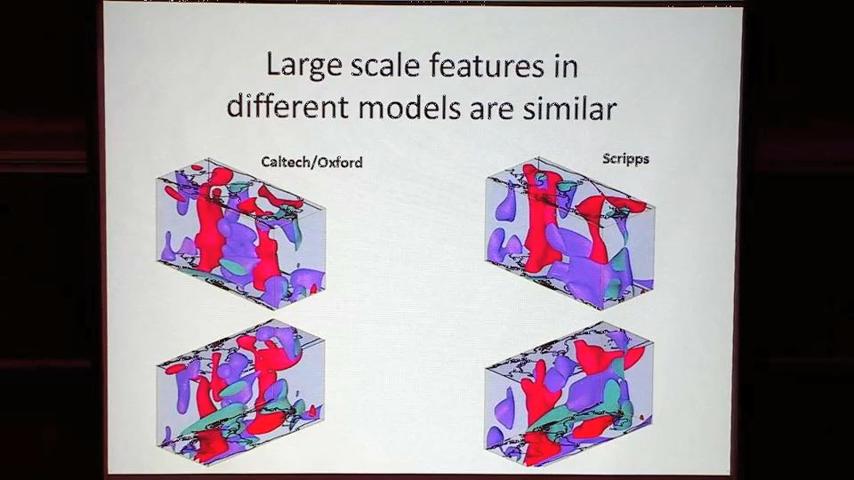 Large scale features in
different models are similar
Caltech/Oxford
Scripps